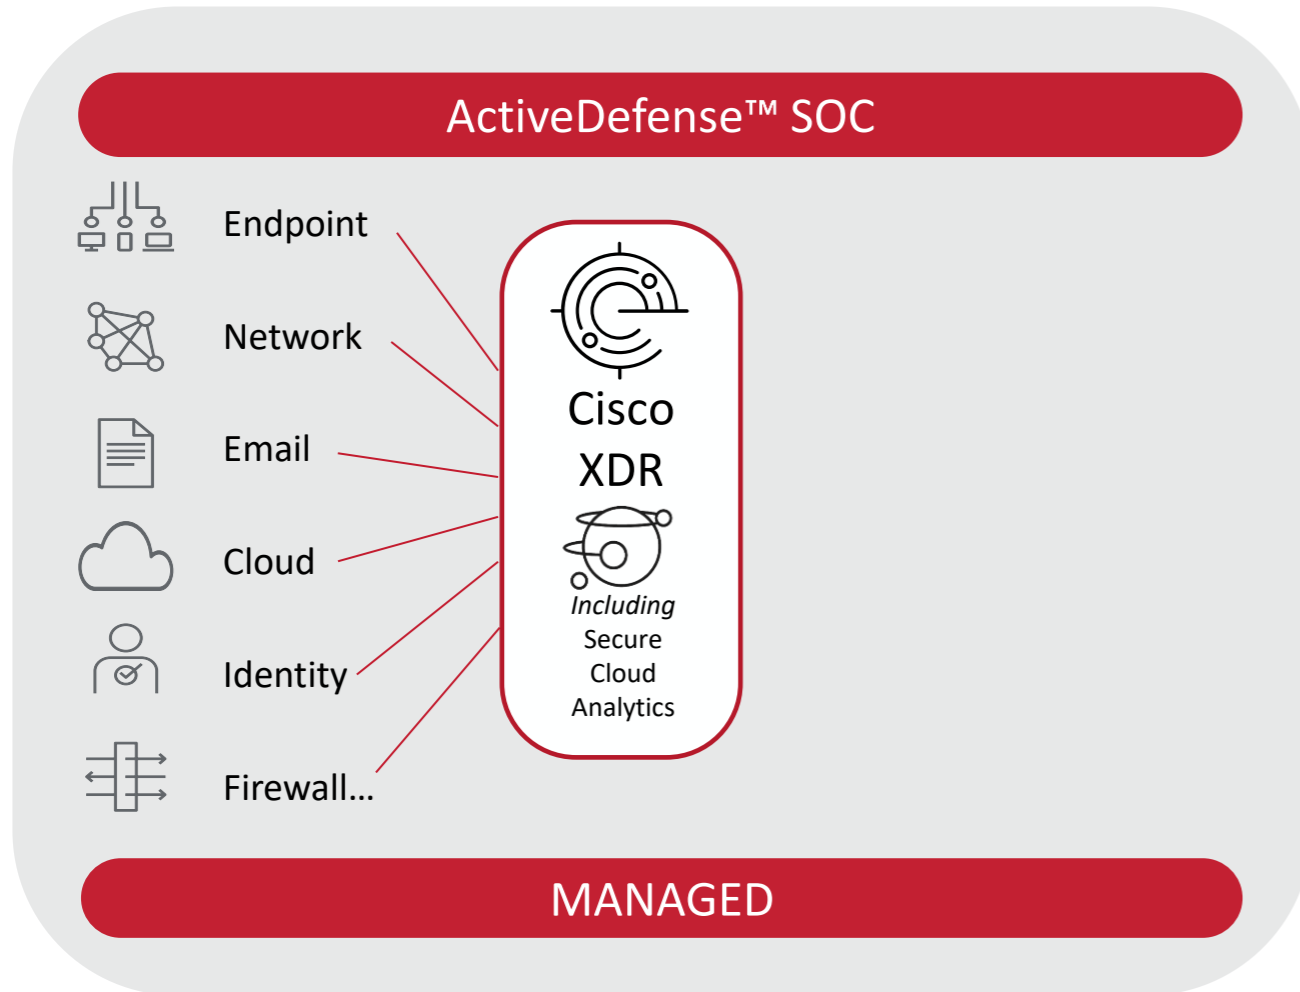 ActiveDefense™ SOC
Endpoint
Network
Email
Cloud
Identity
Firewall...
Cisco
XDR
Including
Secure
Cloud
Analytics
MANAGED